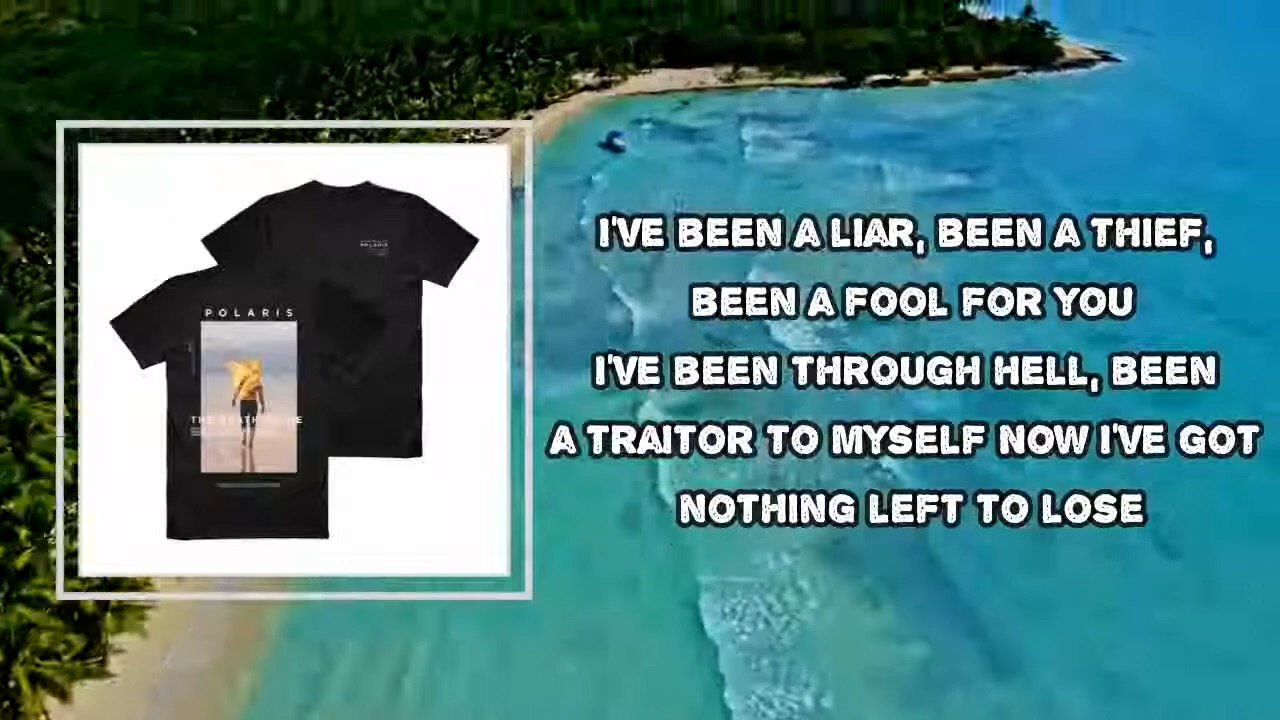 POLARIS
POLARIS
I'VE BEEN A LIAR, BEEN A THIEF,
BEEN A FOOL FOR YOU
I'VE BEEN THROUGH HELL, BEEN
A TRAITOR TO MYSELF NOW I'VE GOT
NOTHING LEFT TO LOSE